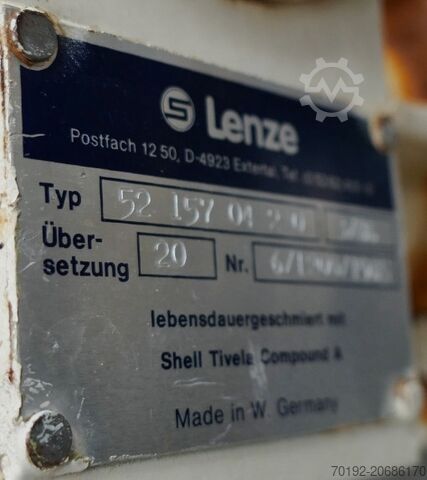 Lenze
Postfach 12 50, D-4923 Extertal, Tel.
Typ 52 157 04
Über-
setzung 20 Nr.
lebensdauergeschmiert mit
Shell Tivela Compound A
Made in W. Germany
70192-20686170